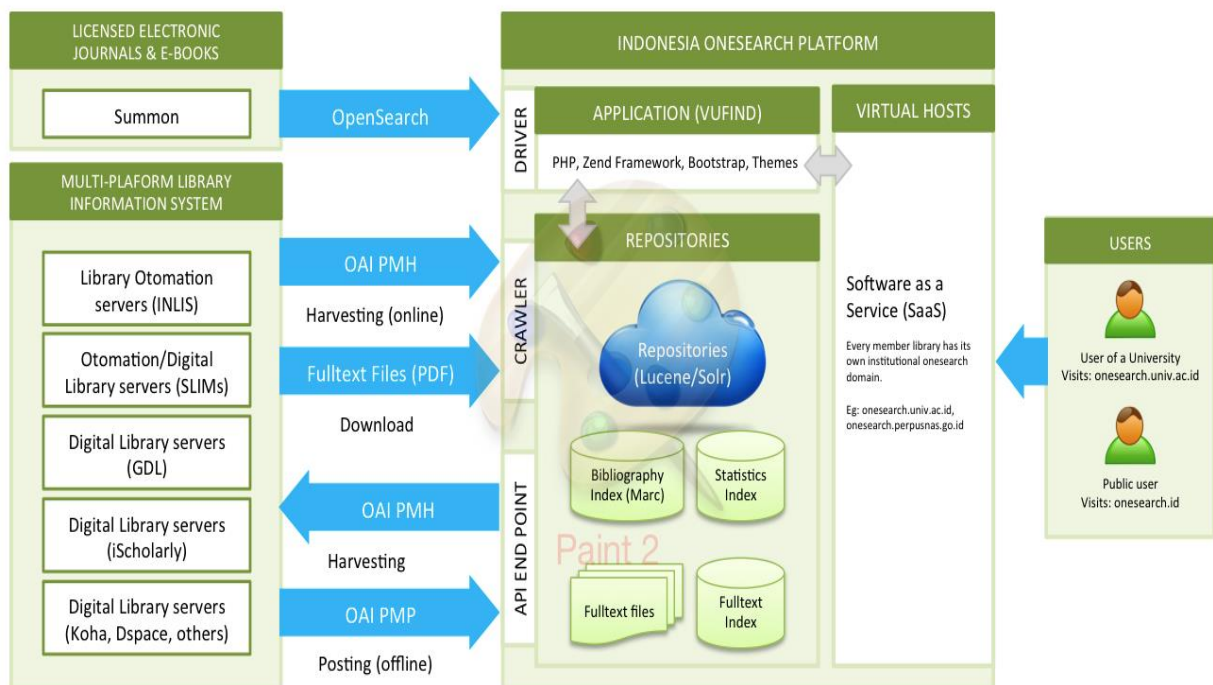 LICENSED ELECTRONIC
JOURNALS & E-BOOKS
Summon
OpenSearch
MULTI-PLAFORM LIBRARY
INFORMATION SYSTEM
Library Otomation
servers (INLIS)
Otomation/Digital
Library servers (SLIMs)
Digital Library servers
(GDL)
Digital Library servers
(iScholarly)
Digital Library servers
(Koha, Dspace, others)
OAI PMH
Harvesting (online)
Fulltext Files (PDF)
Download
OAI PMH
Harvesting
OAI PMP
Posting (offline)
INDONESIA ONESEARCH PLATFORM
DRIVER
CRAWLER
API END POINT
APPLICATION (VUFIND)
PHP, Zend Framework, Bootstrap, Themes
REPOSITORIES
Repositories
(Lucene/Solr)
Bibliography
Index (Marc)
Statistics
Index
Paint 2
Fulltext files
Fulltext
Index
VIRTUAL HOSTS
Software as a
Service (SaaS)
Every member library has its
own institutional onesearch
domain.
Eg: onesearch.univ.ac.id,
onesearch.perpusnas.go.id
USERS
User of a University
Visits: onesearch.univ.ac.id
Public user
Visits: onesearch.id